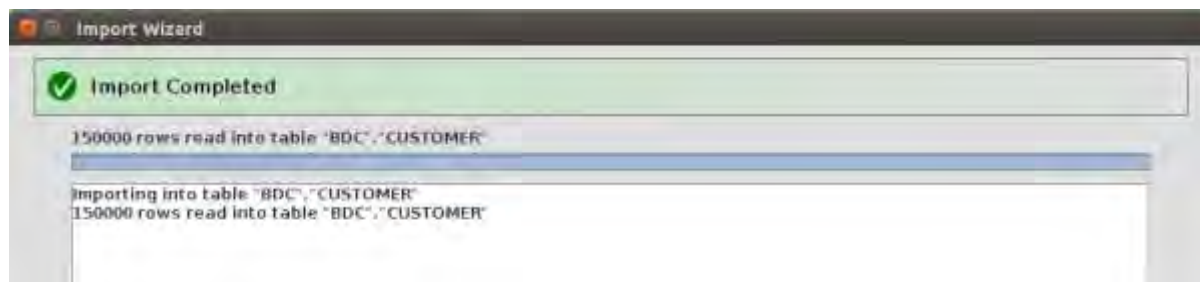 Import Wizard
Import Completed
150000 rows read into table "BDC"."CUSTOMER"
Importing into table "BDC"."CUSTOMER"
150000 rows read into table "BDC"."CUSTOMER"